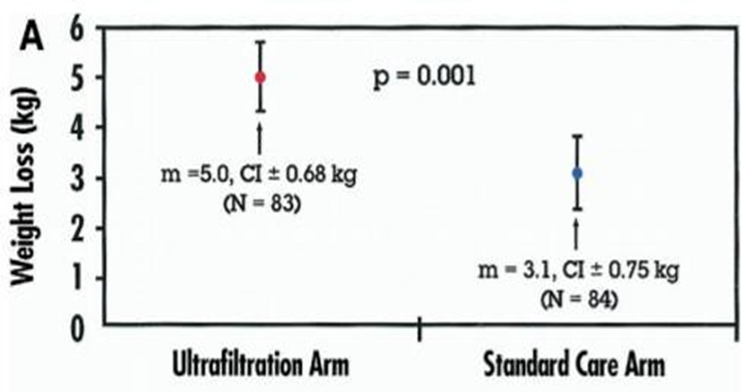 A
Weight Loss (kg)
6
5
4
3
2
1
0
p = 0.001
m =5.0, CI ± 0.68 kg
(N = 83)
m = 3.1, CI ± 0.75 kg
(N = 84)
Ultrafiltration Arm
Standard Care Arm